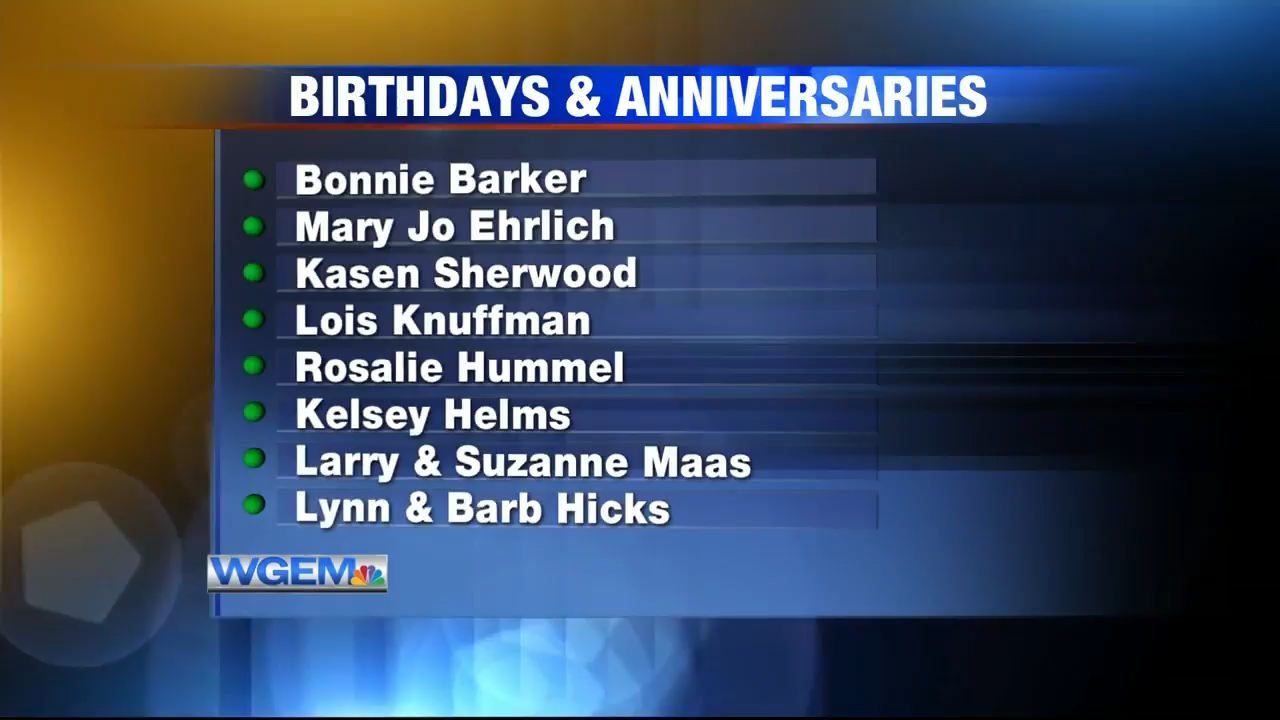 BIRTHDAYS & ANNIVERSARIES
Bonnie Barker
Mary Jo Ehrlich
Kasen Sherwood
Lois Knuffman
Rosalie Hummel
Kelsey Helms
Larry & Suzanne Maas
Lynn & Barb Hicks
WGEM